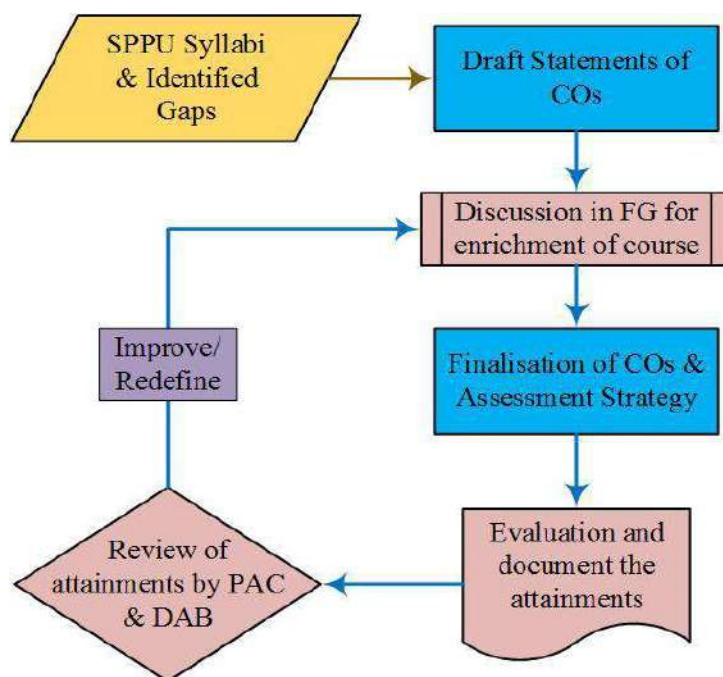 SPPU Syllabi
& Identified
Gaps
Draft Statements of
COs
Discussion in FG for
enrichment of course
Improve/
Redefine
Finalisation of COs &
Assessment Strategy
Review of
attainments by PAC
& DAB
Evaluation and
document the
attainments